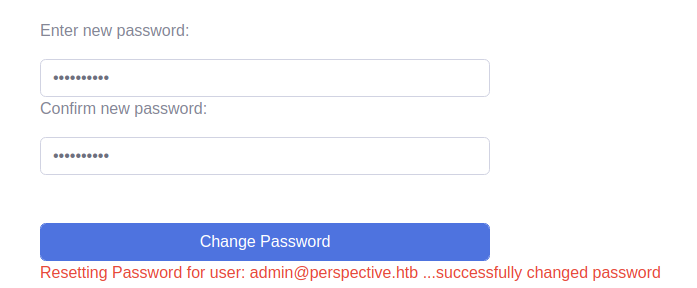 Enter new password:
••••••••••
Confirm new password:
••••••••••
Change Password
Resetting Password for user: admin@perspective.htb ...successfully changed password